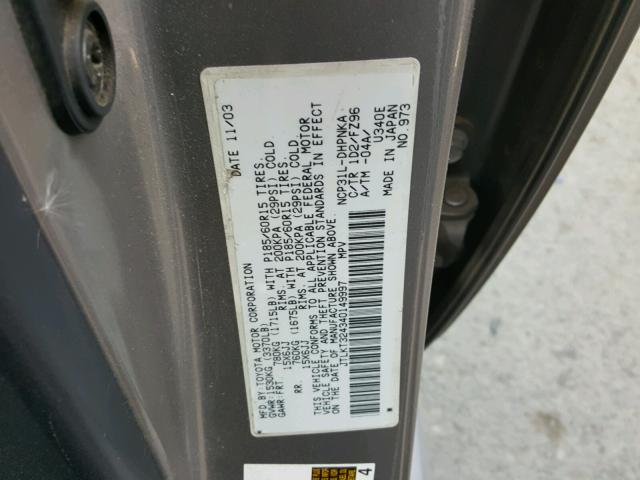 MFD.BY: TOYOTA MOTOR CORPORATION DATE 11/03
GVWR: 1530KG (3370LB)
GAWR: FRT. 780KG (1715LB) WITH P185/60R15 TIRES.
15X6JJ RIMS. AT 200KPA (29PSI) COLD
RR. 760KG (1675LB) WITH P185/60R15 TIRES.
15X6JJ RIMS. AT 200KPA (29PSI) COLD
THIS VEHICLE CONFORMS TO ALL APPLICABLE FEDERAL MOTOR
VEHICLE SAFETY AND THEFT PREVENTION STANDARDS IN EFFECT
ON THE DATE OF MANUFACTURE SHOWN ABOVE.
JTLKT324340149997 MPV
NCP31L-DHPNKA
C/TR 1D2/FZ96
A/TM -04A/ U340E
MADE IN JAPAN
NO.973
4